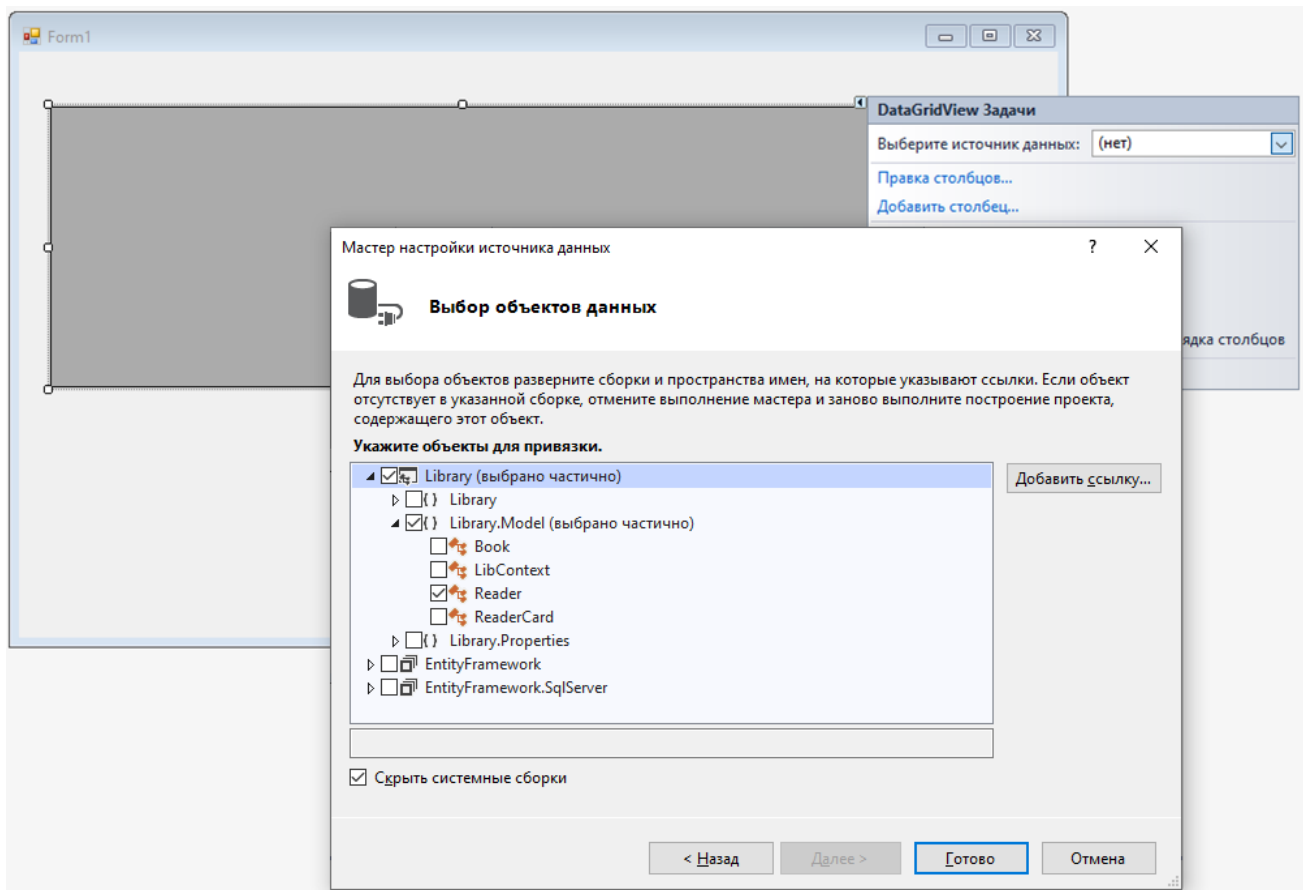 Form1
DataGridView Задачи
Выберите источник данных: (нет)
Правка столбцов...
Добавить столбец...
Мастер настройки источника данных ?
Выбор объектов данных
ядка столбцов
Для выбора объектов разверните сборки и пространства имен, на которые указывают ссылки. Если объект
отсутствует в указанной сборке, отмените выполнение мастера и заново выполните построение проекта,
содержащего этот объект.
Укажите объекты для привязки.
Library (выбрано частично)
Добавить ссылку...
{ } Library
{ } Library.Model (выбрано частично)
Book
LibContext
Reader
ReaderCard
{ } Library.Properties
EntityFramework
EntityFramework.SqlServer
Скрыть системные сборки
< Назад Далее > Готово Отмена